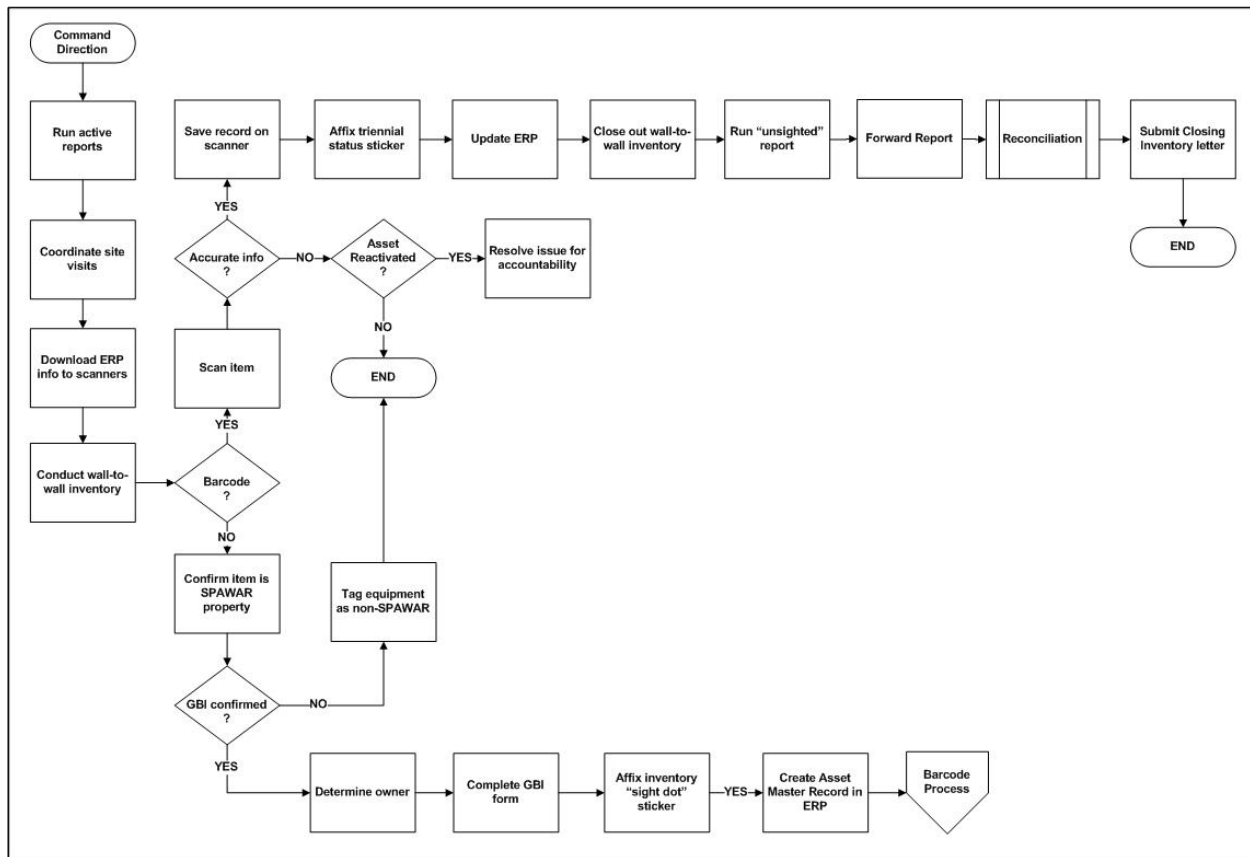 Command
Direction
Run active
reports
Coordinate site
visits
Download ERP
info to scanners
Conduct wall-to-
wall inventory
Barcode
?
YES
Scan item
Accurate info
?
YES
Save record on
scanner
Affix triennial
status sticker
Update ERP
Close out wall-to-
wall inventory
Run “unsighted”
report
Forward Report
Reconciliation
Submit Closing
Inventory letter
END
NO
Asset
Reactivated
?
YES
Resolve issue for
accountability
NO
END
NO
Confirm item is
SPAWAR
property
GBI confirmed
?
NO
Tag equipment
as non-SPAWAR
YES
Determine owner
Complete GBI
form
Affix inventory
“sight dot”
sticker
YES
Create Asset
Master Record in
ERP
Barcode
Process